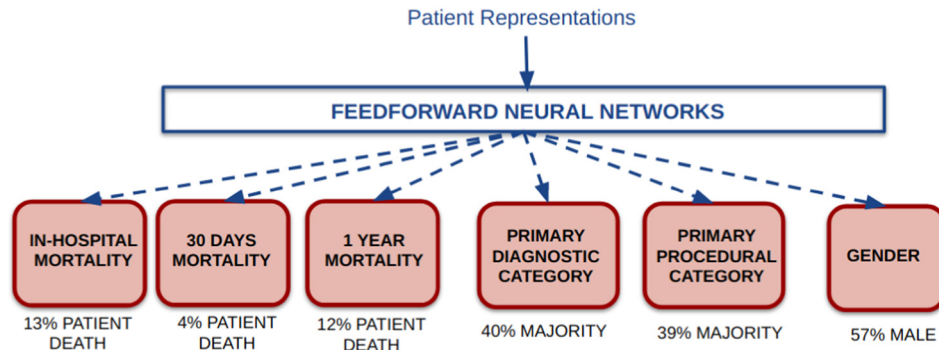 Patient Representations
FEEDFORWARD NEURAL NETWORKS
IN-HOSPITAL
MORTALITY
30 DAYS
MORTALITY
1 YEAR
MORTALITY
PRIMARY
DIAGNOSTIC
CATEGORY
PRIMARY
PROCEDURAL
CATEGORY
GENDER
13% PATIENT
DEATH
4% PATIENT
DEATH
12% PATIENT
DEATH
40% MAJORITY
39% MAJORITY
57% MALE